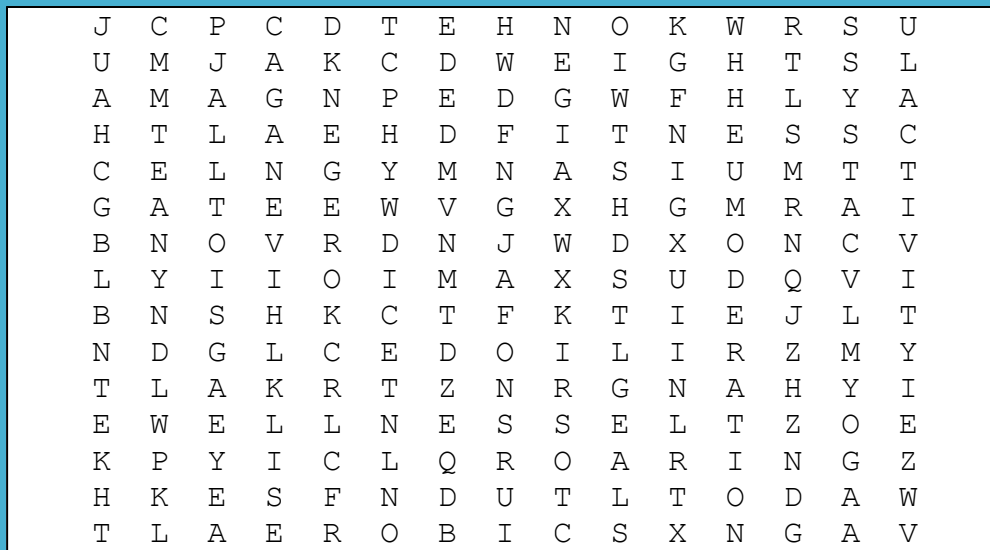 J C P C D T E H N O K W R S U
U M J A K C D W E I G H T S L
A M A G N P E D G W F H L Y A
H T L A E H D F I T N E S S C
C E L N G Y M N A S I U M T T
G A T E E W V G X H G M R A I
B N O V R D N J W D X O N C V
L Y I I O I M A X S U D Q V I
B N S H K C T F K T I E J L T
N D G L C E D O I L I R Z M Y
T L A K R T Z N R G N A H Y I
E W E L L N E S S E L T Z O E
K P Y I C L Q R O A R I N G Z
H K E S F N D U T L T O D A W
T L A E R O B I C S X N G A V